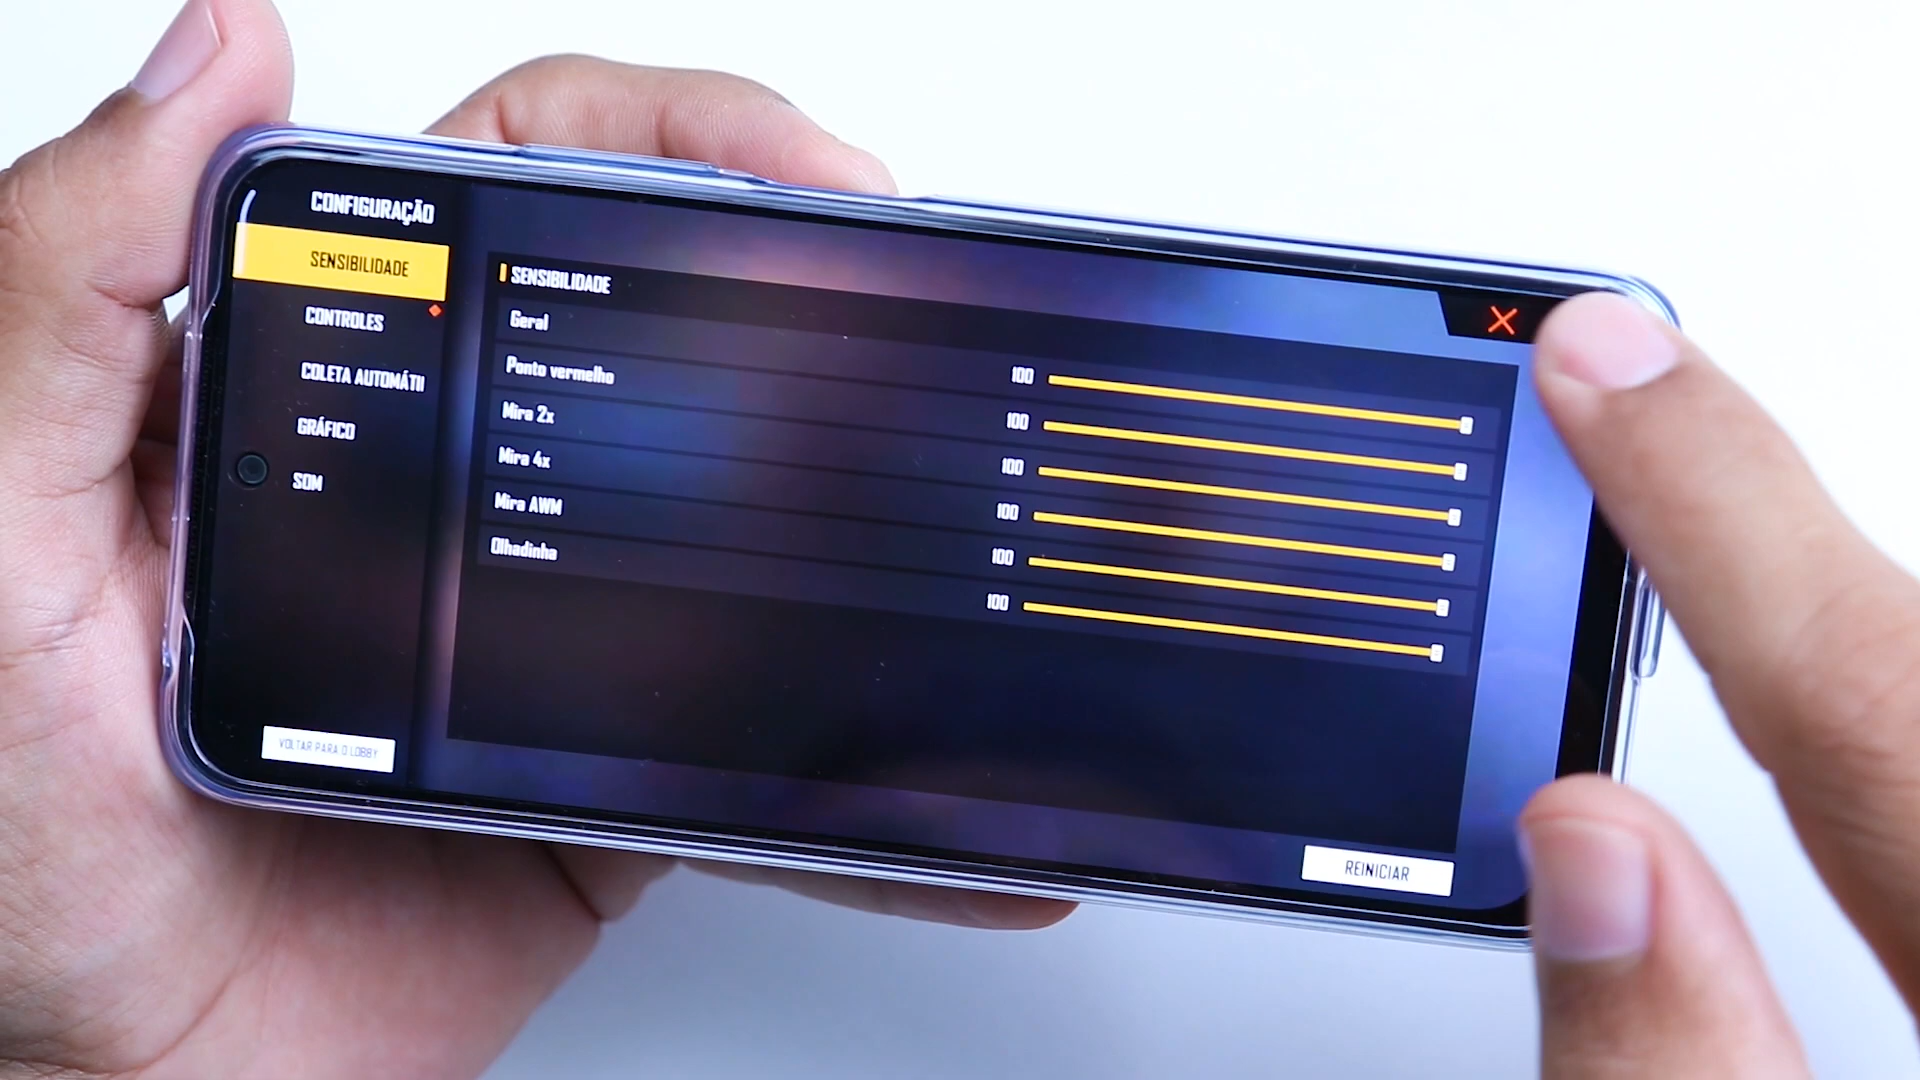 CONFIGURAÇÃO
SENSIBILIDADE
CONTROLES
COLETA AUTOMÁTI
GRÁFICO
SOM
VOLTAR PARA O LOBBY
SENSIBILIDADE
Geral 100
Ponto vermelho 100
Mira 2x 100
Mira 4x 100
Mira AWM 100
Olhadinha 100
REINICIAR